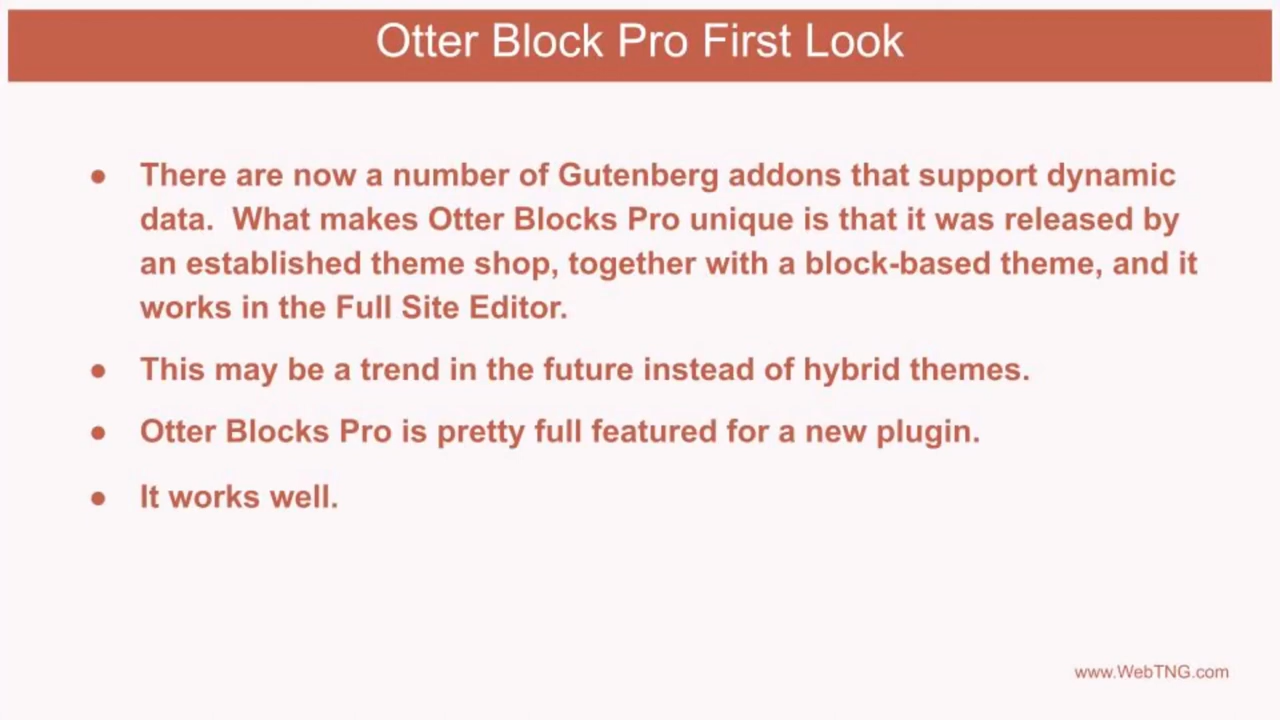 Otter Block Pro First Look
● There are now a number of Gutenberg addons that support dynamic
data.  What makes Otter Blocks Pro unique is that it was released by
an established theme shop, together with a block-based theme, and it
works in the Full Site Editor.
● This may be a trend in the future instead of hybrid themes.
● Otter Blocks Pro is pretty full featured for a new plugin.
● It works well.
www.WebTNG.com